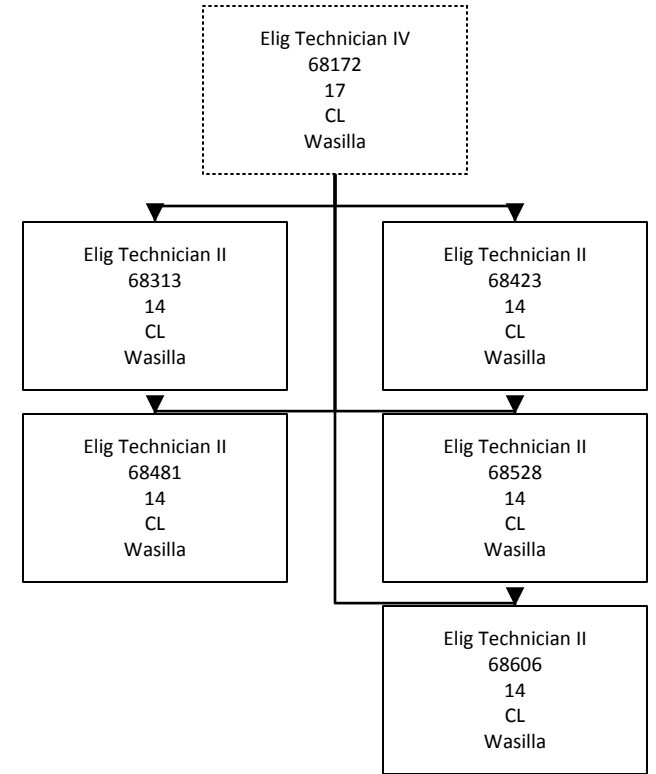 Elig Technician IV
68172
17
CL
Wasilla
Elig Technician II
68313
14
CL
Wasilla
Elig Technician II
68423
14
CL
Wasilla
Elig Technician II
68481
14
CL
Wasilla
Elig Technician II
68528
14
CL
Wasilla
Elig Technician II
68606
14
CL
Wasilla